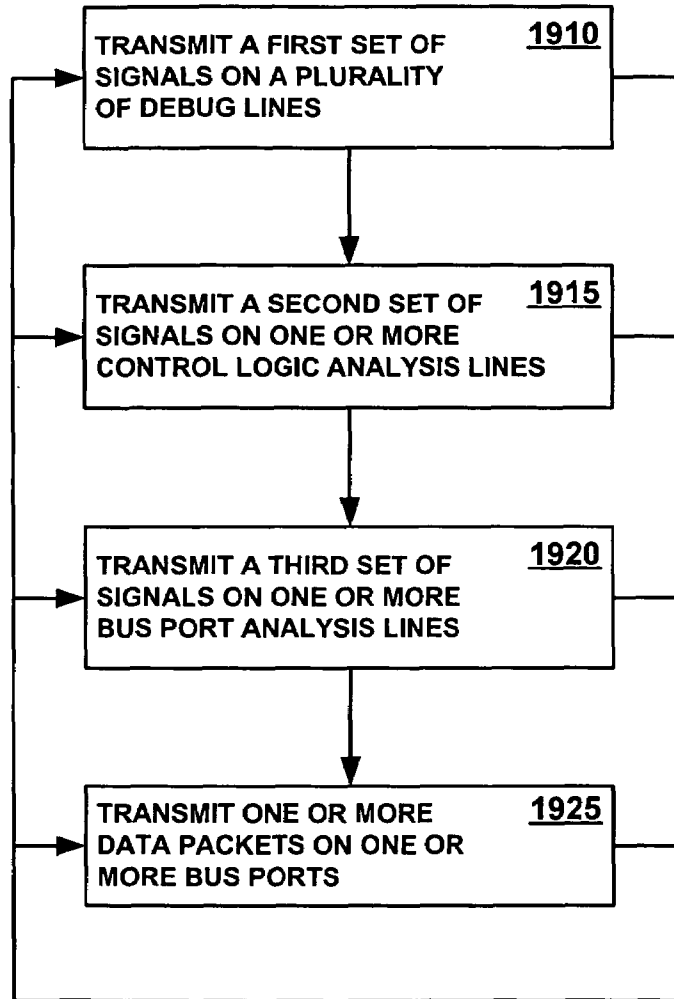 TRANSMIT A FIRST SET OF 1910
SIGNALS ON A PLURALITY
OF DEBUG LINES
TRANSMIT A SECOND SET OF 1915
SIGNALS ON ONE OR MORE
CONTROL LOGIC ANALYSIS LINES
TRANSMIT A THIRD SET OF 1920
SIGNALS ON ONE OR MORE
BUS PORT ANALYSIS LINES
TRANSMIT ONE OR MORE 1925
DATA PACKETS ON ONE OR
MORE BUS PORTS